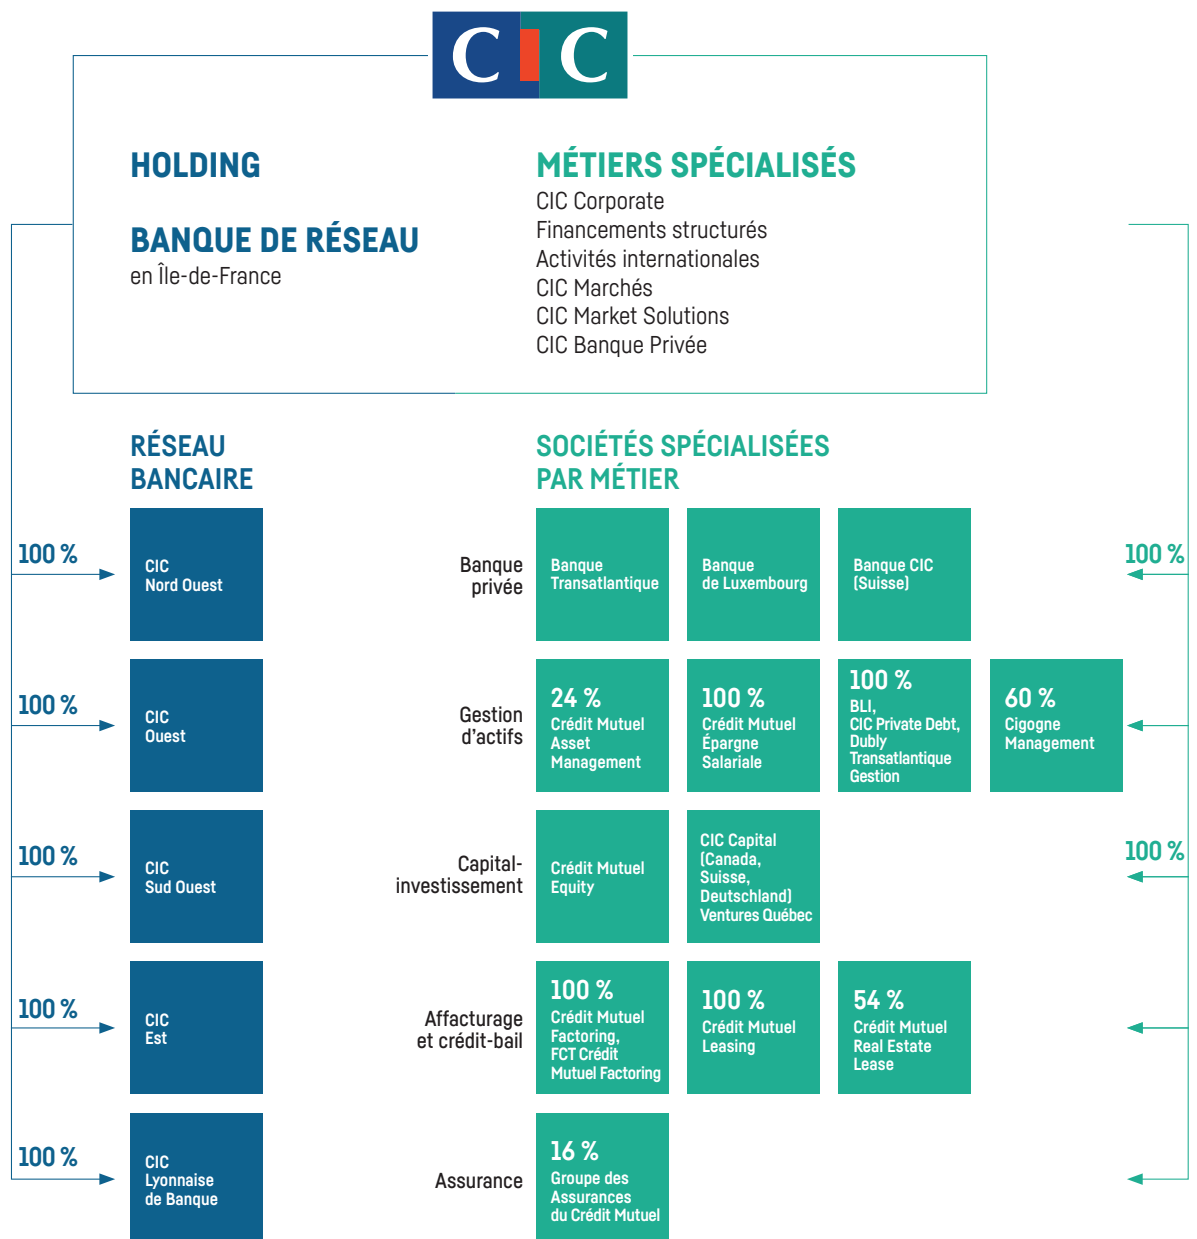 CIC
HOLDING
BANQUE DE RÉSEAU
en Île-de-France
MÉTIERS SPÉCIALISÉS
CIC Corporate
Financements structurés
Activités internationales
CIC Marchés
CIC Market Solutions
CIC Banque Privée
RÉSEAU
BANCAIRE
100 %
CIC
Nord Ouest
100 %
CIC
Ouest
100 %
CIC
Sud Ouest
100 %
CIC
Est
100 %
CIC
Lyonnaise
de Banque
SOCIÉTÉS SPÉCIALISÉES
PAR MÉTIER
Banque
privée
Banque
Transatlantique
Banque
de Luxembourg
Banque CIC
(Suisse)
100 %
Gestion
d'actifs
24 %
Crédit Mutuel
Asset
Management
100 %
Crédit Mutuel
Épargne
Salariale
100 %
BLI,
CIC Private Debt,
Dubly
Transatlantique
Gestion
60 %
Cigogne
Management
Capital-
investissement
Crédit Mutuel
Equity
CIC Capital
(Canada,
Suisse,
Deutschland)
Ventures Québec
100 %
Affacturage
et crédit-bail
100 %
Crédit Mutuel
Factoring,
FCT Crédit
Mutuel Factoring
100 %
Crédit Mutuel
Leasing
54 %
Crédit Mutuel
Real Estate
Lease
Assurance
16 %
Groupe des
Assurances
du Crédit Mutuel